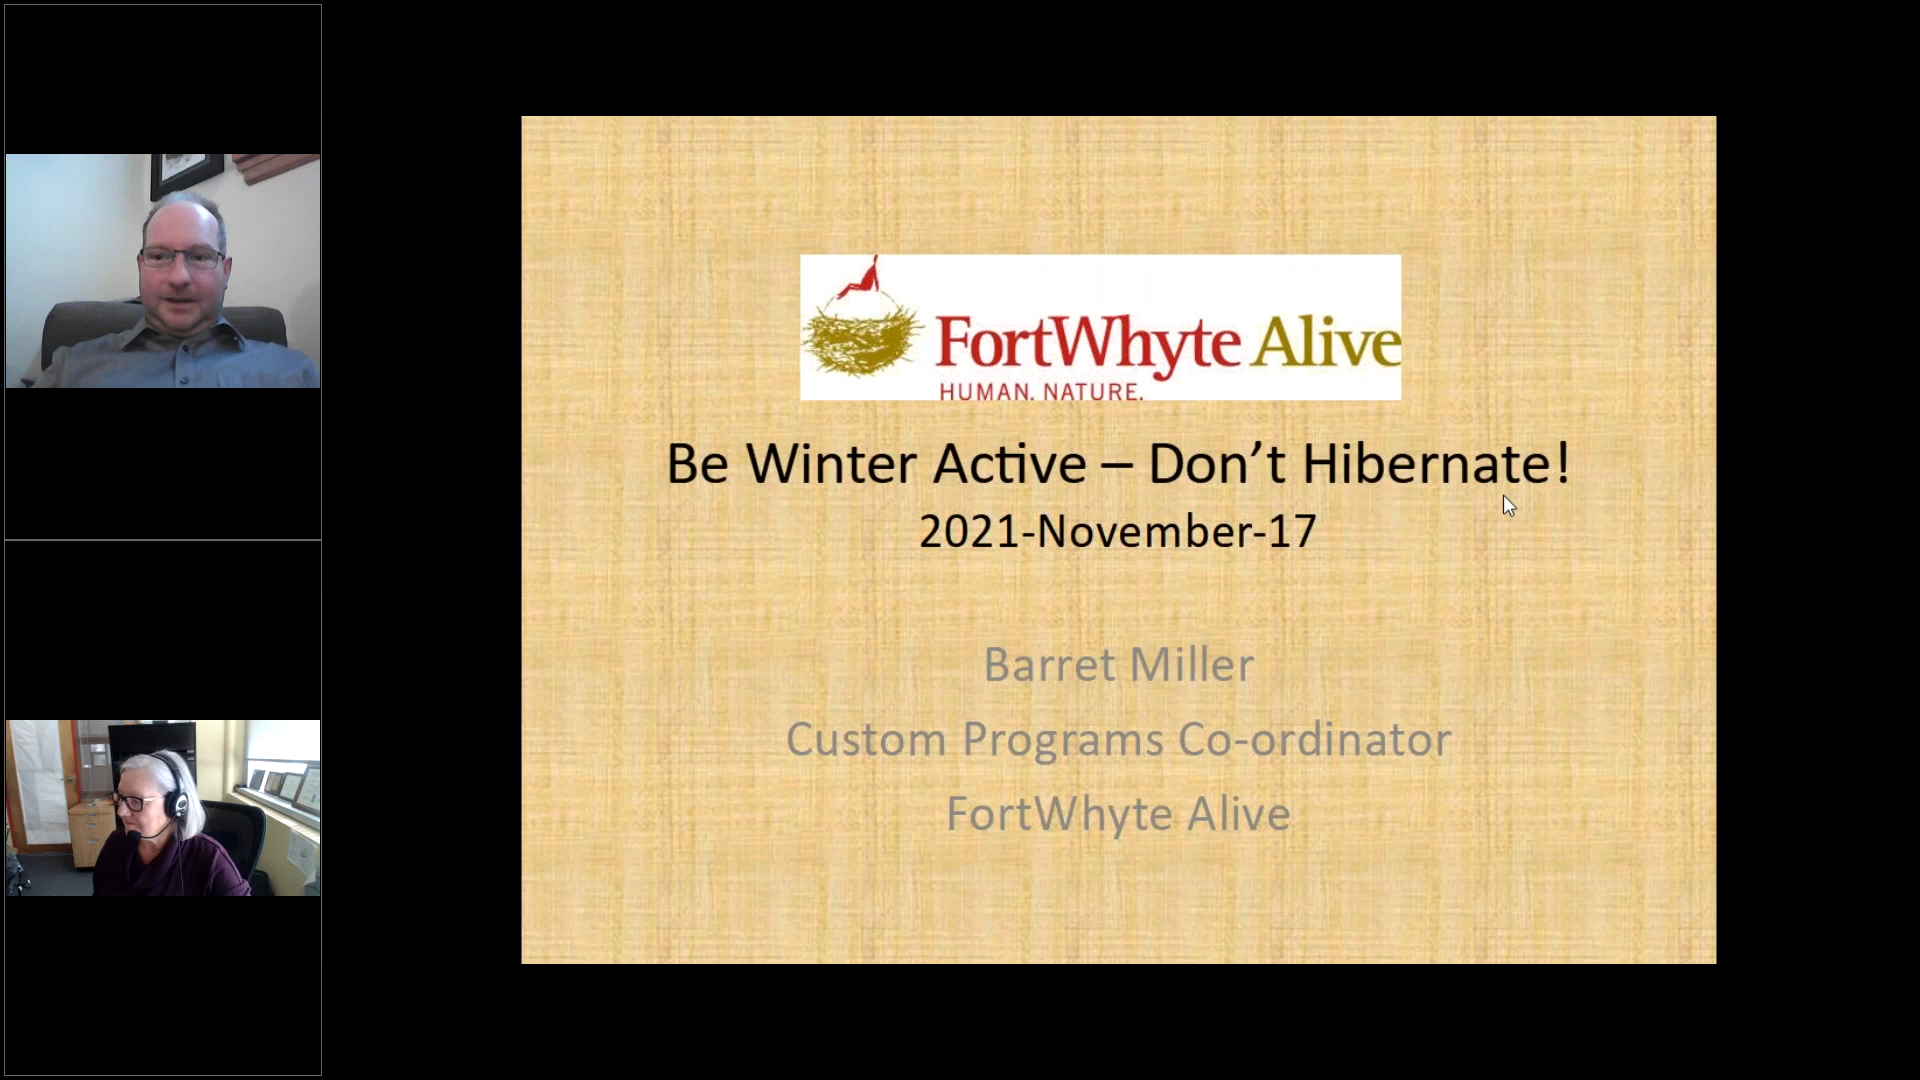 FortWhyte Alive
HUMAN. NATURE.
Be Winter Active – Don’t Hibernate!
2021-November-17
Barret Miller
Custom Programs Co-ordinator
FortWhyte Alive